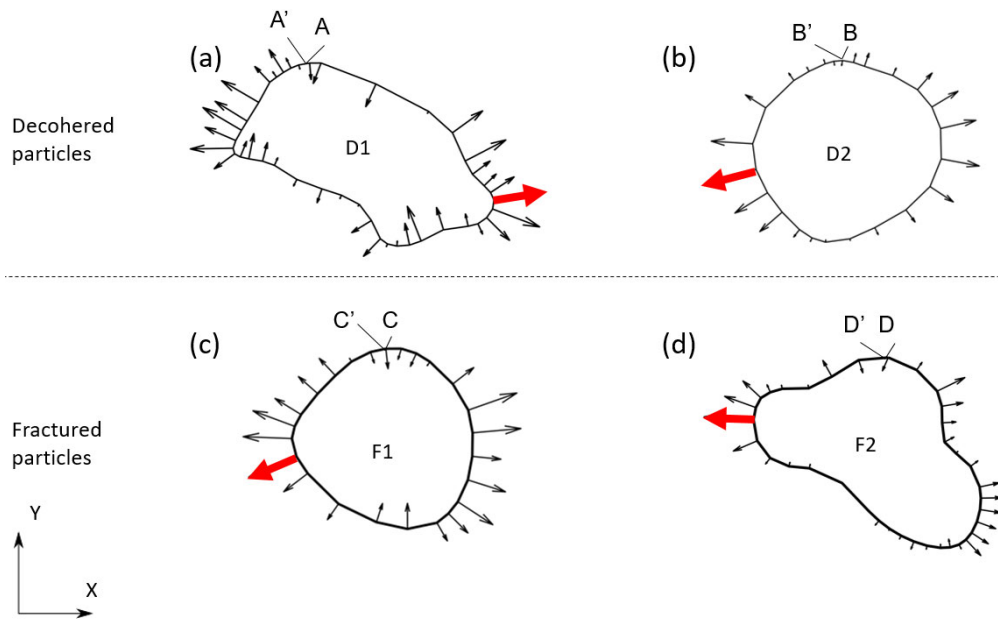 A’ A
(a)
B’ B
(b)
Decohered
particles
D1
D2
C’ C
(c)
D’ D
(d)
Fractured
particles
F1
F2
Y
X